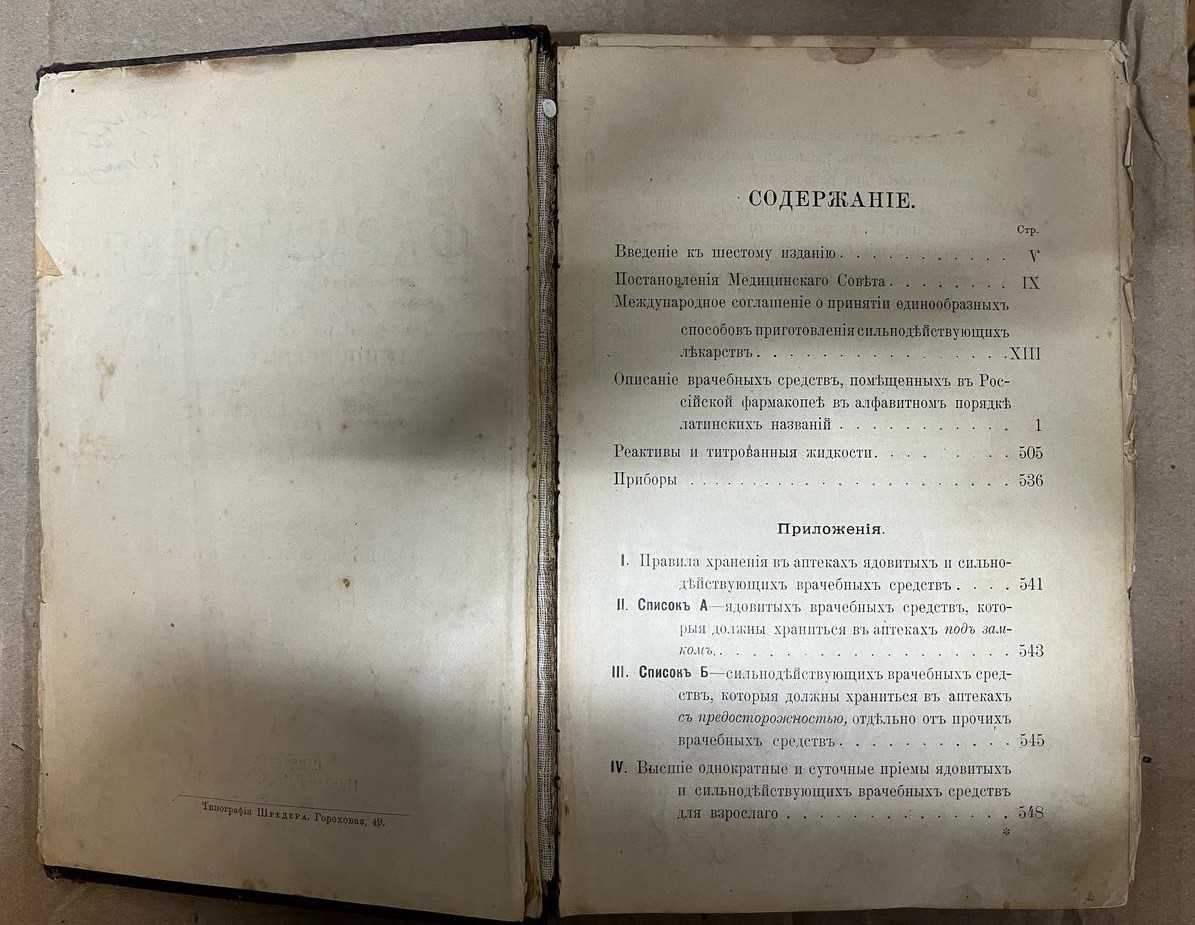 Типографія Шредера. Гороховая, 49.
СОДЕРЖАНІЕ.
Стр.
Введеніе къ шестому изданію . . . . . . . . . . . V
Постановленія Медицинскаго Совѣта . . . . . . . . IX
Международное соглашеніе о принятіи единообразныхъ
способовъ приготовленія сильнодѣйствующихъ
лѣкарствъ . . . . . . . . . . . . . . . . XIII
Описаніе врачебныхъ средствъ, помѣщенныхъ въ Рос-
сійской фармакопеѣ въ алфавитномъ порядкѣ
латинскихъ названій . . . . . . . . . . . 1
Реактивы и титрованныя жидкости . . . . . . . . 505
Приборы . . . . . . . . . . . . . . . . . . . . . 536
Приложенія.
I. Правила храненія въ аптекахъ ядовитыхъ и сильно-
дѣйствующихъ врачебныхъ средствъ . . . . 541
II. Списокъ А—ядовитыхъ врачебныхъ средствъ, кото-
рыя должны храниться въ аптекахъ подъ зам-
комъ . . . . . . . . . . . . . . . . . . 543
III. Списокъ Б—сильнодѣйствующихъ врачебныхъ сред-
ствъ, которыя должны храниться въ аптекахъ
съ предосторожностью, отдѣльно отъ прочихъ
врачебныхъ средствъ . . . . . . . . . . . 545
IV. Высшіе однократные и суточные пріемы ядовитыхъ
и сильнодѣйствующихъ врачебныхъ средствъ
для взрослаго . . . . . . . . . . . . . . 548
*